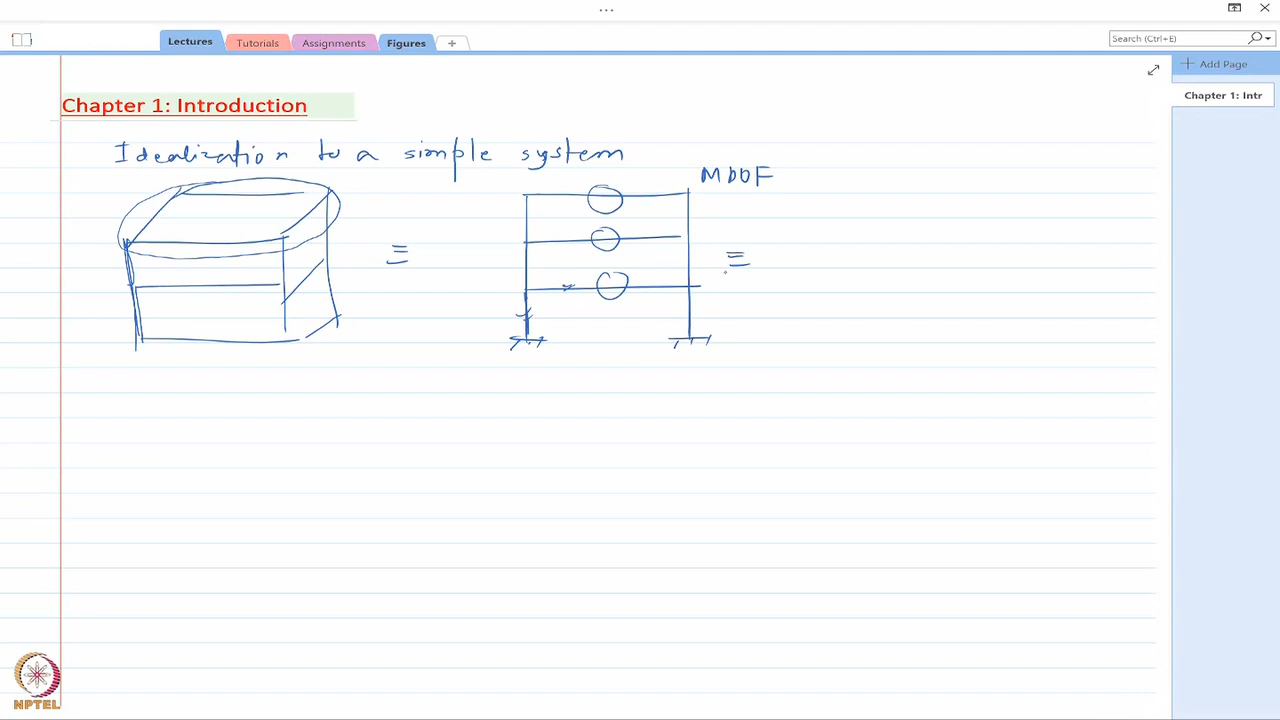 Lectures Tutorials Assignments Figures +
Search (Ctrl+E)
+ Add Page
Chapter 1: Intr
Chapter 1: Introduction
Idealization to a simple system
MDOF
≡ ≡
NPTEL